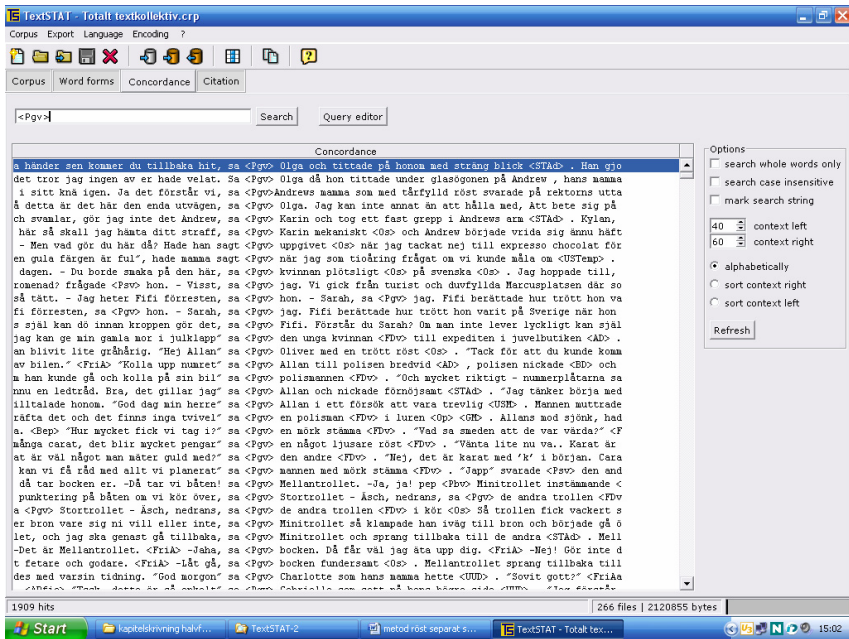 TextSTAT - Totalt textkollektiv.crp
Corpus Export Language Encoding ?
Corpus Word forms Concordance Citation
<Pgv> Search Query editor
Concordance
a händer sen kommer du tillbaka hit, sa <Pgv> Olga och tittade på honom med sträng blick <STAd> . Han gjo
det tror jag ingen av er hade velat. Sa <Pgv> Olga då hon tittade under glasögonen på Andrew , hans mamma
i sitt knä igen. Ja det förstår vi, sa <Pgv>Andrews mamma som med tårfylld röst svarade på rektorns utta
å detta är det här den enda utvägen, sa <Pgv> Olga. Jag kan inte annat än att hålla med, Att bete sig på
ch svamlar, gör jag inte det Andrew, sa <Pgv> Karin och tog ett fast grepp i Andrews arm <STAd> . Kylan,
här så skall jag hämta ditt straff, sa <Pgv> Karin mekaniskt <Os> och Andrew började vrida sig ännu häft
- Men vad gör du här då? Hade han sagt <Pgv> uppgivet <Os> när jag tackat nej till expresso chocolat för
en gula färgen är ful", hade mamma sagt <Pgv> när jag som tioåring frågat om vi kunde måla om <USTemp> .
dagen. - Du borde smaka på den här, sa <Pgv> kvinnan plötsligt <Os> på svenska <Os> . Jag hoppade till,
romenad? frågade <Psv> hon. - Visst, sa <Pgv> jag. Vi gick från turist och duvfyllda Marcusplatsen där so
så tätt. - Jag heter Fifi förresten, sa <Pgv> hon. - Sarah, sa <Pgv> jag. Fifi berättade hur trött hon va
fi förresten, sa <Pgv> hon. - Sarah, sa <Pgv> jag. Fifi berättade hur trött hon varit på Sverige när hon
s själ kan dö innan kroppen gör det, sa <Pgv> Fifi. Förstår du Sarah? Om man inte lever lyckligt kan själ
jag kan ge min gamla mor i julklapp" sa <Pgv> den unga kvinnan <FDv> till expediten i juvelbutiken <AD> .
an blivit lite gråhårig. "Hej Allan" sa <Pgv> Oliver med en trött röst <Os> . "Tack för att du kunde komm
av bilen." <FriA> "Kolla upp numret" sa <Pgv> Allan till polisen bredvid <AD> , polisen nickade <BD> och
m han kunde gå och kolla på sin bil" sa <Pgv> polismannen <FDv> . "Och mycket riktigt - nummerplåtarna sa
nnu en ledtråd. Bra, det gillar jag" sa <Pgv> Allan och nickade förnöjsamt <STAd> . "Jag tänker börja med
illtalade honom. "God dag min herre" sa <Pgv> Allan i ett försök att vara trevlig <USM> . Mannen muttrade
räfta det och det finns inga tvivel" sa <Pgv> en polisman <FDv> i luren <Op> <GM> . Allans mod sjönk, had
a. <Bep> "Hur mycket fick vi tag i?" sa <Pgv> en mörk stämma <FDv> . "Vad sa smeden att de var värda?" <F
många carat, det blir mycket pengar" sa <Pgv> en något ljusare röst <FDv> . "Vänta lite nu va.. Karat är
at är väl något man mäter guld med?" sa <Pgv> den andre <FDv> . "Nej, det är karat med 'k' i början. Cara
kan vi få råd med allt vi planerat" sa <Pgv> mannen med mörk stämma <FDv> . "Japp" svarade <Psv> den and
då tar bocken er. -Då tar vi båten! sa <Pgv> Mellantrollet. -Ja, ja! pep <Pbv> Minitrollet instämmande <
punktering på båten om vi kör över, sa <Pgv> Stortrollet - Äsch, nedrans, sa <Pgv> de andra trollen <FDv
a <Pgv> Stortrollet - Äsch, nedrans, sa <Pgv> de andra trollen <FDv> i kör <Os> Så trollen fick vackert s
er bron vare sig ni vill eller inte, sa <Pgv> Minitrollet så klampade han iväg till bron och började gå ö
let, och jag ska genast gå tillbaka, sa <Pgv> Minitrollet och sprang tillbaka till de andra <STAd> . Mell
-Det är Mellantrollet. <FriA> -Jaha, sa <Pgv> bocken. Då får väl jag äta upp dig. <FriA> -Nej! Gör inte d
t fetare och godare. <FriA> -Låt gå, sa <Pgv> bocken fundersamt <Os> . Mellantrollet sprang tillbaka till
des med varsin tidning. "God morgon" sa <Pgv> Charlotte som hans mamma hette <UUD> . "Sovit gott?" <FriAa
Options
search whole words only
search case insensitive
mark search string
40 context left
60 context right
alphabetically
sort context right
sort context left
Refresh
1909 hits 266 files | 2120855 bytes
Start kapitelskrivning halvf... TextSTAT-2 metod röst separat s... TextSTAT - Totalt tex... 15:02